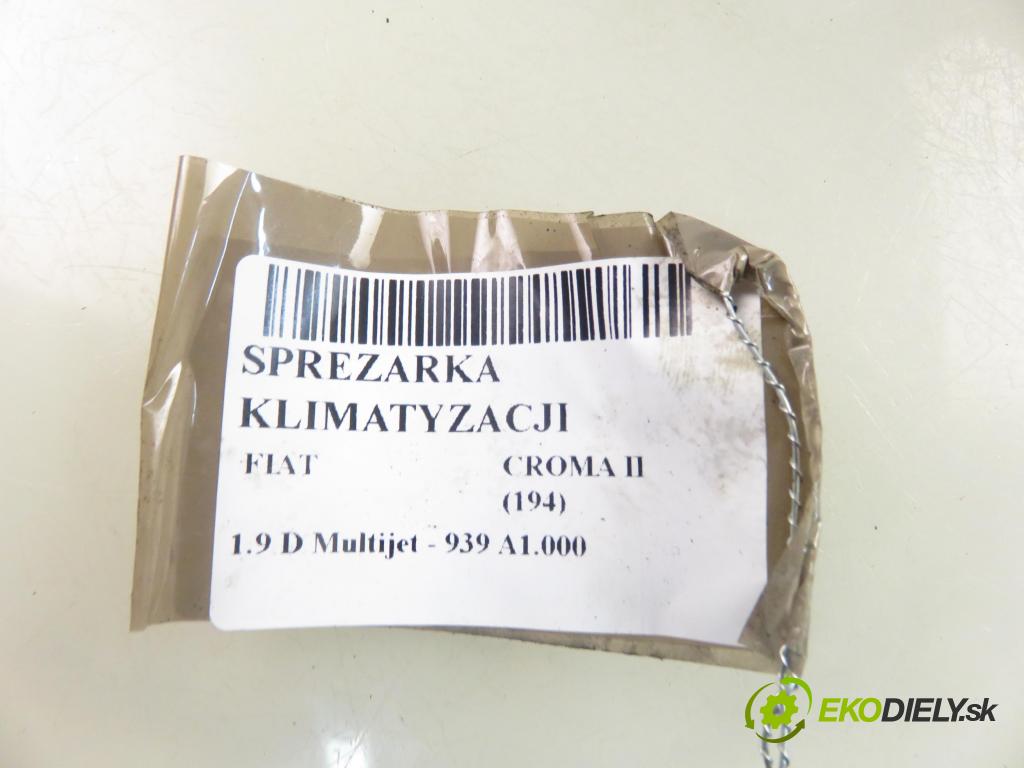 SPREZARKA
KLIMATYZACJI
FIAT CROMA II
(194)
1.9 D Multijet - 939 A1.000
EKODIELY.sk